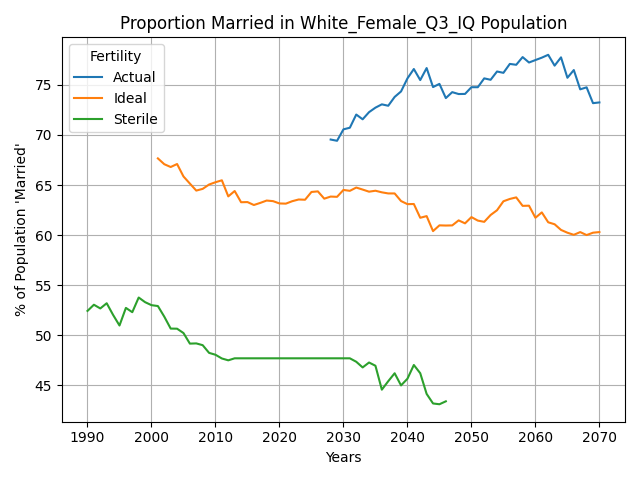 Proportion Married in White_Female_Q3_IQ Population
Fertility
Actual
Ideal
Sterile
% of Population 'Married'
75
70
65
60
55
50
45
1990 2000 2010 2020 2030 2040 2050 2060 2070
Years